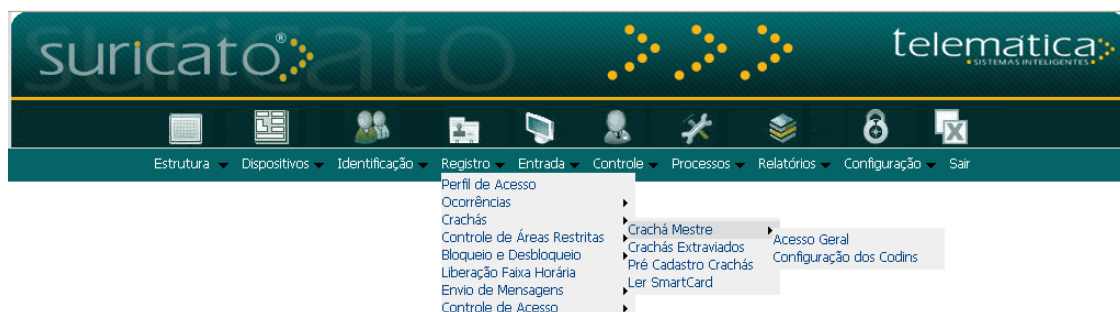 suricato®
telematica
SISTEMAS INTELIGENTES
Estrutura Dispositivos Identificação Registro Entrada Controle Processos Relatórios Configuração Sair
Perfil de Acesso
Ocorrências
Crachás
Controle de Áreas Restritas
Bloqueio e Desbloqueio
Liberação Faixa Horária
Envio de Mensagens
Controle de Acesso
Crachá Mestre
Crachás Extraviados
Pré Cadastro Crachás
Ler SmartCard
Acesso Geral
Configuração dos Codins